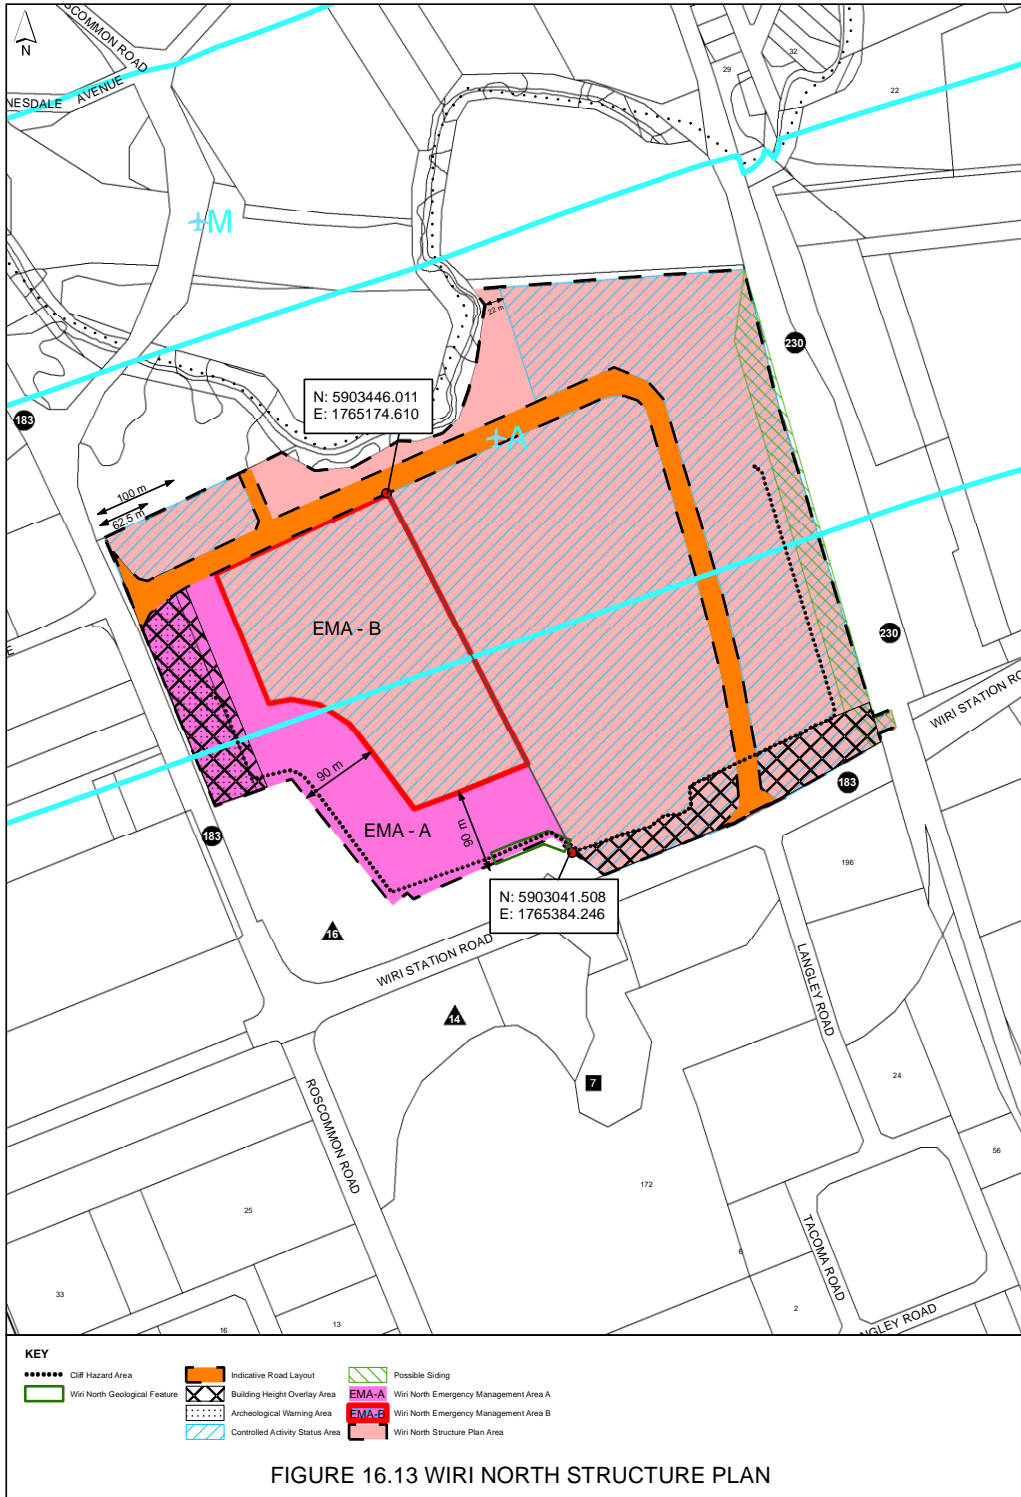 N
SCOMMON ROAD
NESDALE AVENUE
32
29
22
M
22 m
230
N: 5903446.011
E: 1765174.610
183
A
100 m
62.5 m
EMA - B
230
WIRI STATION RO
90 m
183
EMA - A
90 m
183
196
N: 5903041.508
E: 1765384.246
16
WIRI STATION ROAD
LANGLEY ROAD
14
7
24
ROSCOMMON ROAD
56
172
25
TACOMA ROAD
6
33
16
13
2
NGLEY ROAD
KEY
Cliff Hazard Area
Wiri North Geological Feature
Indicative Road Layout
Building Height Overlay Area
Archeological Warning Area
Controlled Activity Status Area
Possible Siding
EMA-A Wiri North Emergency Management Area A
EMA-B Wiri North Emergency Management Area B
Wiri North Structure Plan Area
FIGURE 16.13 WIRI NORTH STRUCTURE PLAN